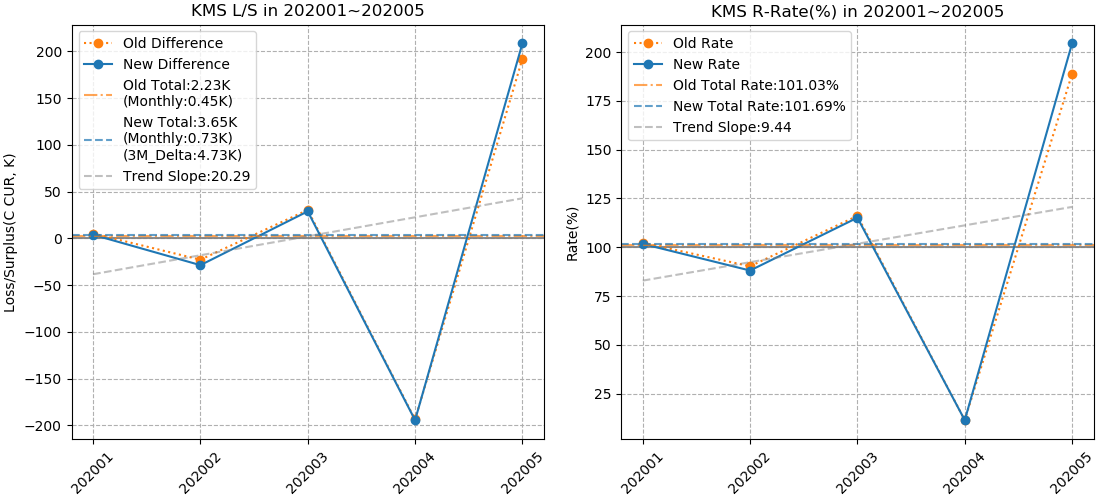 KMS L/S in 202001~202005
Old Difference
New Difference
Old Total:2.23K
(Monthly:0.45K)
New Total:3.65K
(Monthly:0.73K)
(3M_Delta:4.73K)
Trend Slope:20.29
Loss/Surplus(C CUR, K)
200
150
100
50
0
−50
−100
−150
−200
202001
202002
202003
202004
202005
KMS R-Rate(%) in 202001~202005
Old Rate
New Rate
Old Total Rate:101.03%
New Total Rate:101.69%
Trend Slope:9.44
Rate(%)
200
175
150
125
100
75
50
25
202001
202002
202003
202004
202005